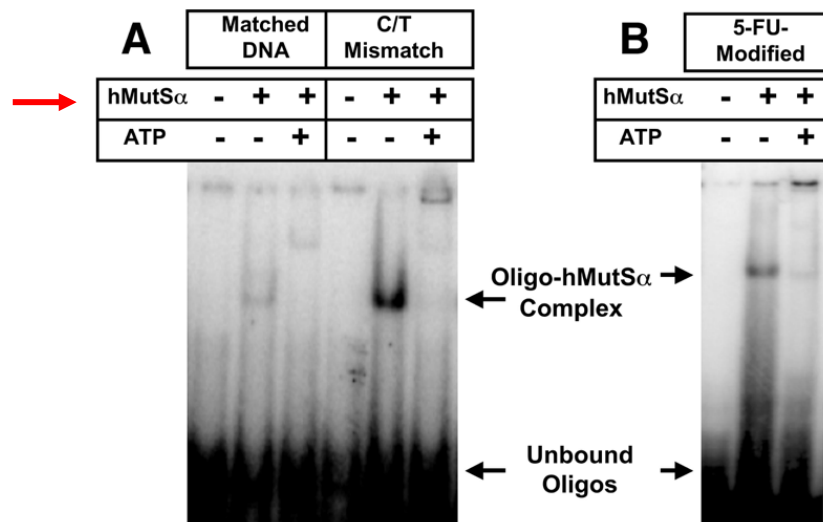 A
Matched
DNA
C/T
Mismatch
hMutSα - + + - + +
ATP - - + - - +
B
5-FU-
Modified
hMutSα - + +
ATP - - +
Oligo-hMutSα
Complex
Unbound
Oligos